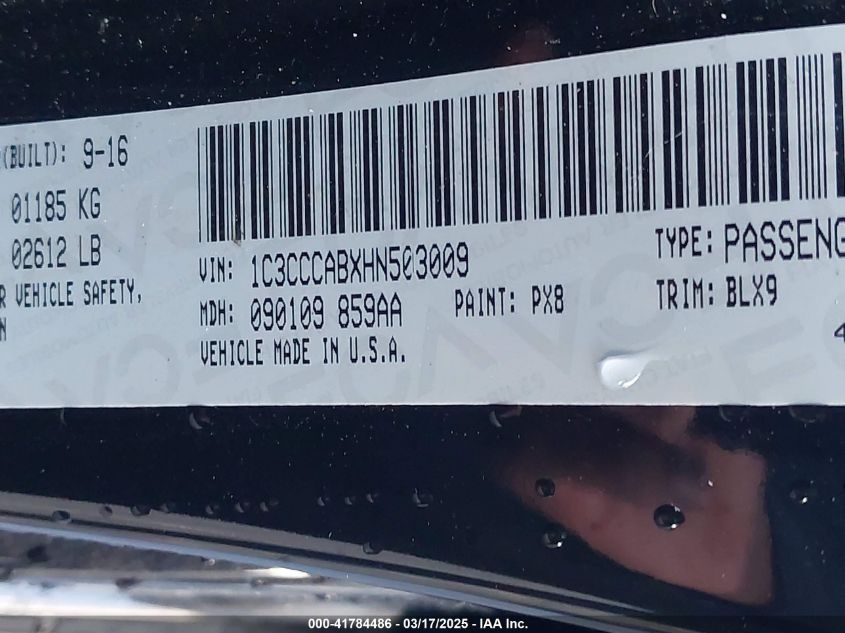 (BUILT): 9-16
01185 KG
02612 LB
VEHICLE SAFETY,
VIN: 1C3CCCABXHN503009
TYPE: PASSENG
MDH: 090109 859AA
PAINT: PX8
TRIM: BLX9
VEHICLE MADE IN U.S.A.
4
000-41784486 - 03/17/2025 - IAA Inc.